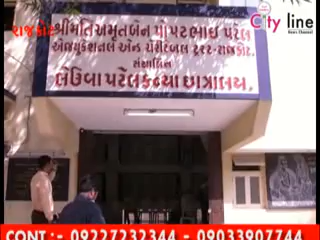 રાજકોટ
City line
News Channel
શ્રીમતિ અમૃતબેન પોપટભાઈ પટેલ
એજ્યુકેશનલ એન્ડ ચેરીટેબલ ટ્રસ્ટ-રાજકોટ.
સંચાલિત
લેઉવા પટેલ કન્યા છાત્રાલય.
CONT :- 09227232344 - 09033907744